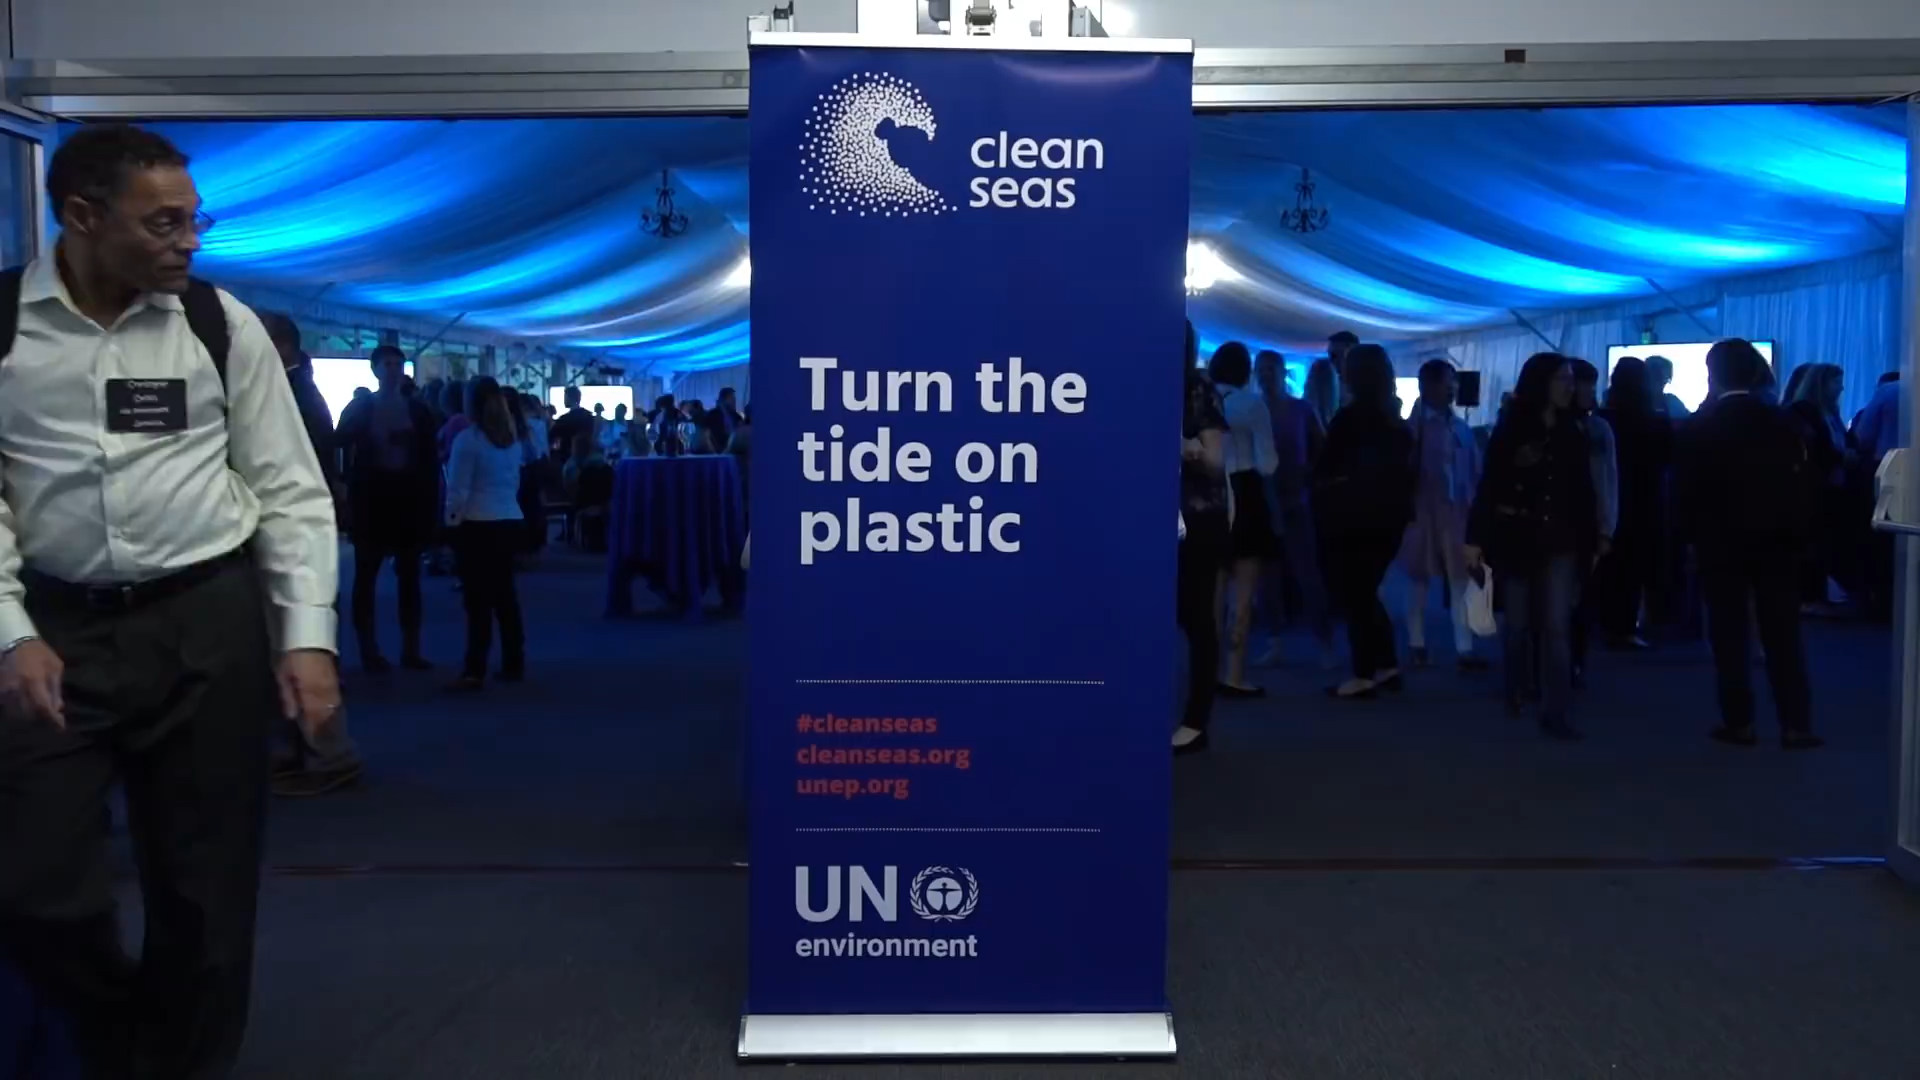 clean
seas
Turn the
tide on
plastic
#cleanseas
cleanseas.org
unep.org
UN
environment